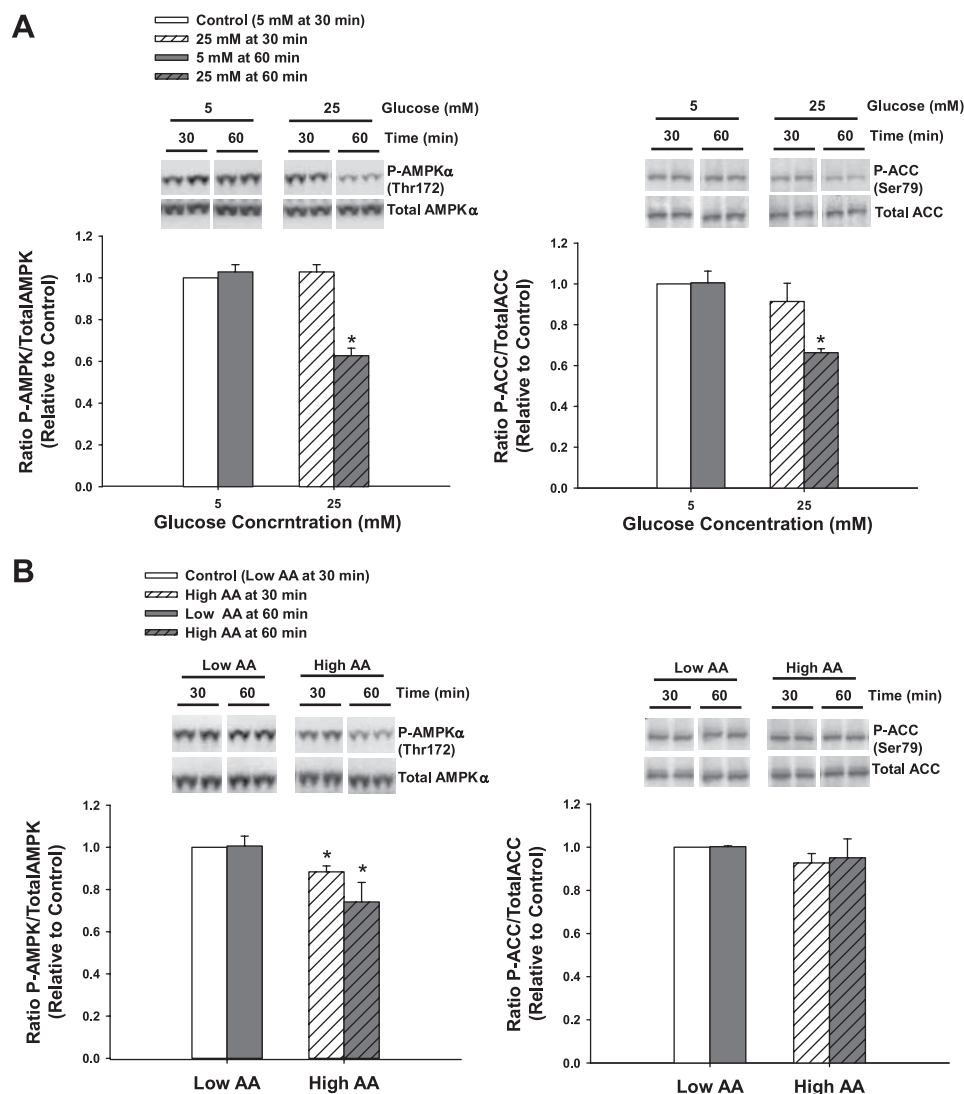 A
Control (5 mM at 30 min)
25 mM at 30 min
5 mM at 60 min
25 mM at 60 min
5 25 Glucose (mM)
30 60 30 60 Time (min)
P-AMPKα
(Thr172)
Total AMPKα
Ratio P-AMPK/TotalAMPK
(Relative to Control)
1.2
1.0
0.8
0.6
0.4
0.2
0.0
*
5 25
Glucose Concrntration (mM)
5 25 Glucose (mM)
30 60 30 60 Time (min)
P-ACC
(Ser79)
Total ACC
Ratio P-ACC/TotalACC
(Relative to Control)
1.2
1.0
0.8
0.6
0.4
0.2
0.0
*
5 25
Glucose Concentration (mM)
B
Control (Low AA at 30 min)
High AA at 30 min
Low AA at 60 min
High AA at 60 min
Low AA High AA
30 60 30 60 Time (min)
P-AMPKα
(Thr172)
Total AMPKα
Ratio P-AMPK/TotalAMPK
(Relative to Control)
1.2
1.0
0.8
0.6
0.4
0.2
0.0
* *
Low AA High AA
Low AA High AA
30 60 30 60 Time (min)
P-ACC
(Ser79)
Total ACC
Ratio P-ACC/TotalACC
(Relative to Control)
1.2
1.0
0.8
0.6
0.4
0.2
0.0
Low AA High AA